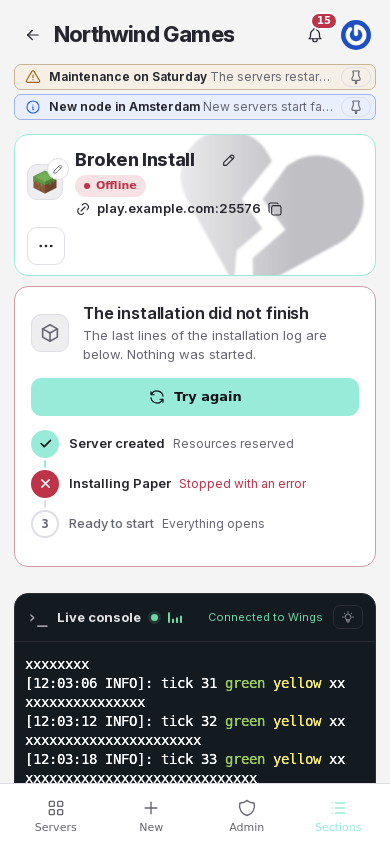 Northwind Games
15
Maintenance on Saturday The servers restar...
New node in Amsterdam New servers start fa...
Broken Install
Offline
play.example.com:25576
The installation did not finish
The last lines of the installation log are
below. Nothing was started.
Try again
Server created Resources reserved
Installing Paper Stopped with an error
3 Ready to start Everything opens
Live console
Connected to Wings
xxxxxxxx
[12:03:06 INFO]: tick 31 green yellow xx
xxxxxxxxxxxxxxx
[12:03:12 INFO]: tick 32 green yellow xx
xxxxxxxxxxxxxxxxxxxxxx
[12:03:18 INFO]: tick 33 green yellow xx
xxxxxxxxxxxxxxxxxxxxxxxxxxxxx
Servers
New
Admin
Sections